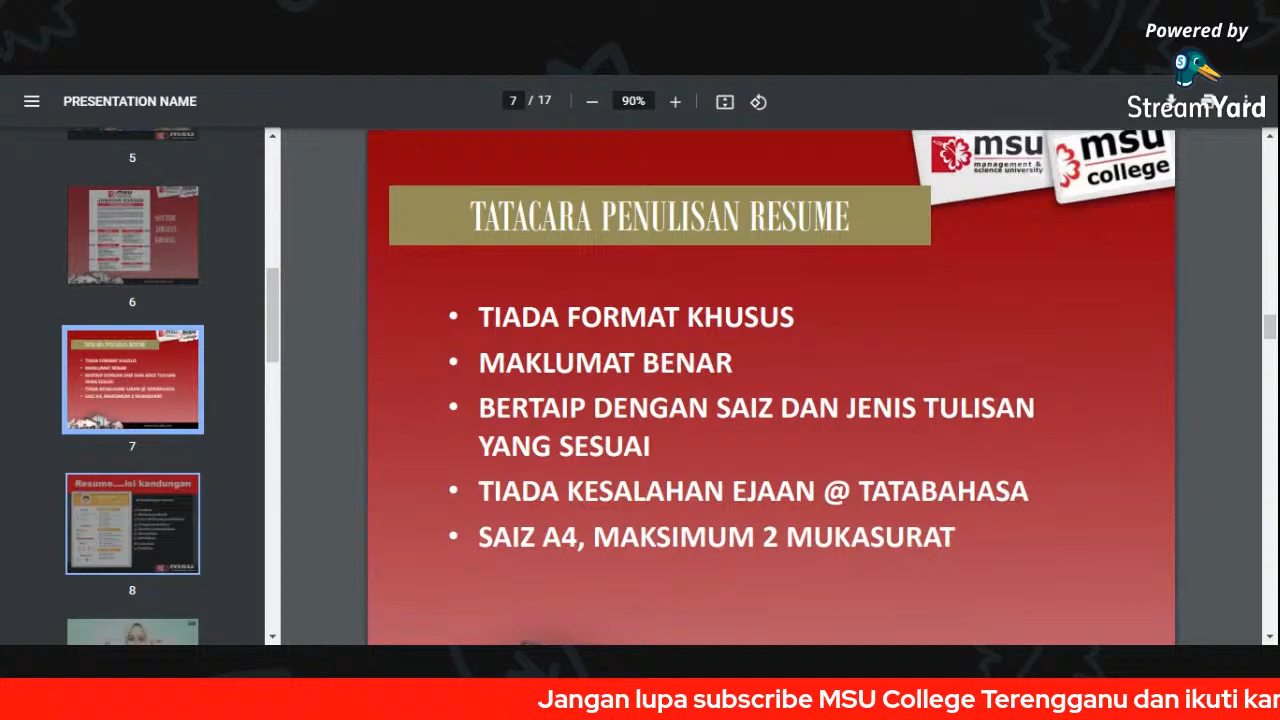 Powered by
StreamYard
PRESENTATION NAME
7 / 17
90%
5
6
7
8
msu
management &
science university
msu
college
TATACARA PENULISAN RESUME
• TIADA FORMAT KHUSUS
• MAKLUMAT BENAR
• BERTAIP DENGAN SAIZ DAN JENIS TULISAN
YANG SESUAI
• TIADA KESALAHAN EJAAN @ TATABAHASA
• SAIZ A4, MAKSIMUM 2 MUKASURAT
Resume....isi kandungan
Jangan lupa subscribe MSU College Terengganu dan ikuti kan